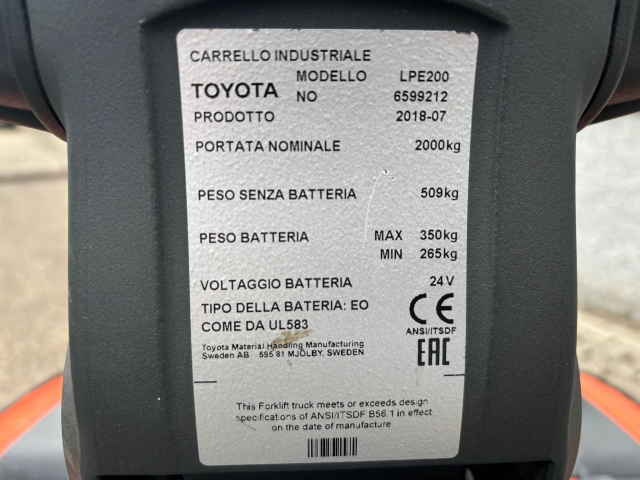 CARRELLO INDUSTRIALE
TOYOTA MODELLO LPE200
NO 6599212
PRODOTTO 2018-07
PORTATA NOMINALE 2000kg
PESO SENZA BATTERIA 509kg
PESO BATTERIA MAX 350kg
MIN 265kg
VOLTAGGIO BATTERIA 24V
TIPO DELLA BATERIA: EO
COME DA UL583
CE
ANSI/ITSDF
Toyota Material Handling Manufacturing
Sweden AB 595 81 MJÖLBY, SWEDEN
EAC
This Forklift truck meets or exceeds design
specifications of ANSI/ITSDF B56.1 in effect
on the date of manufacture